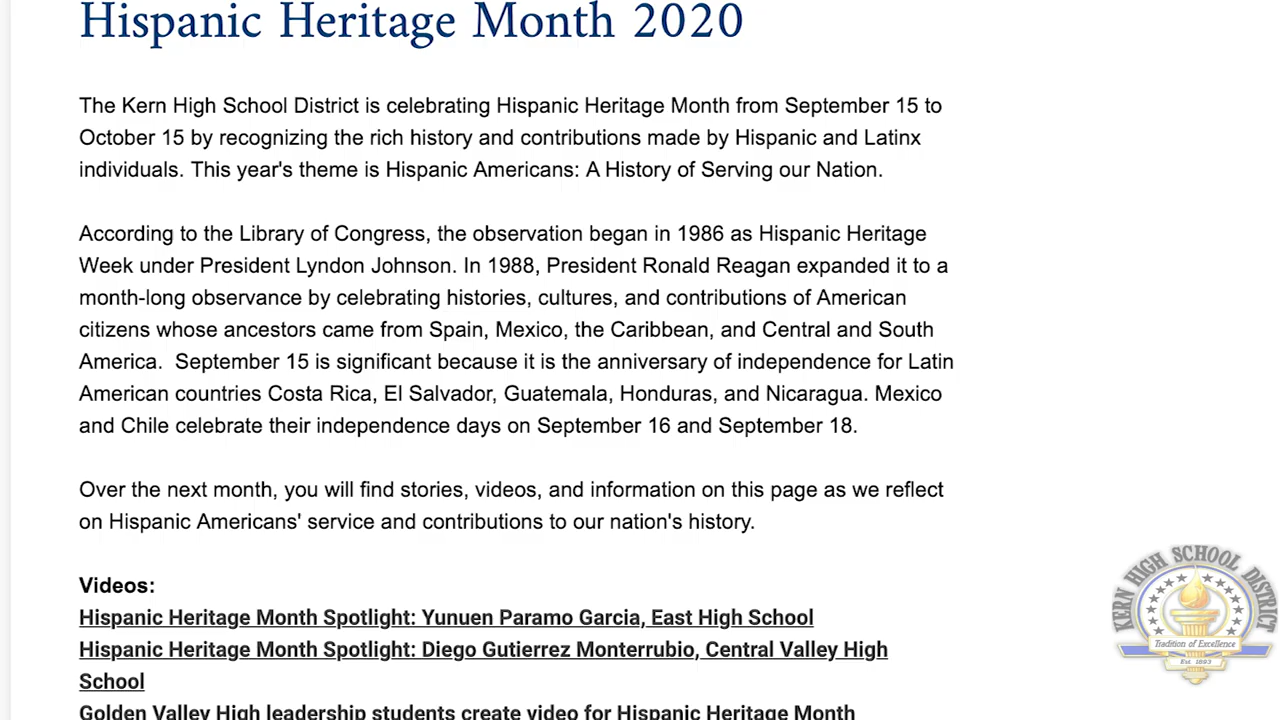 Hispanic Heritage Month 2020
The Kern High School District is celebrating Hispanic Heritage Month from September 15 to
October 15 by recognizing the rich history and contributions made by Hispanic and Latinx
individuals. This year's theme is Hispanic Americans: A History of Serving our Nation.
According to the Library of Congress, the observation began in 1986 as Hispanic Heritage
Week under President Lyndon Johnson. In 1988, President Ronald Reagan expanded it to a
month-long observance by celebrating histories, cultures, and contributions of American
citizens whose ancestors came from Spain, Mexico, the Caribbean, and Central and South
America.  September 15 is significant because it is the anniversary of independence for Latin
American countries Costa Rica, El Salvador, Guatemala, Honduras, and Nicaragua. Mexico
and Chile celebrate their independence days on September 16 and September 18.
Over the next month, you will find stories, videos, and information on this page as we reflect
on Hispanic Americans' service and contributions to our nation's history.
Videos:
Hispanic Heritage Month Spotlight: Yunuen Paramo Garcia, East High School
Hispanic Heritage Month Spotlight: Diego Gutierrez Monterrubio, Central Valley High
School
Golden Valley High leadership students create video for Hispanic Heritage Month
KERN HIGH SCHOOL DISTRICT
Tradition of Excellence
Est. 1893